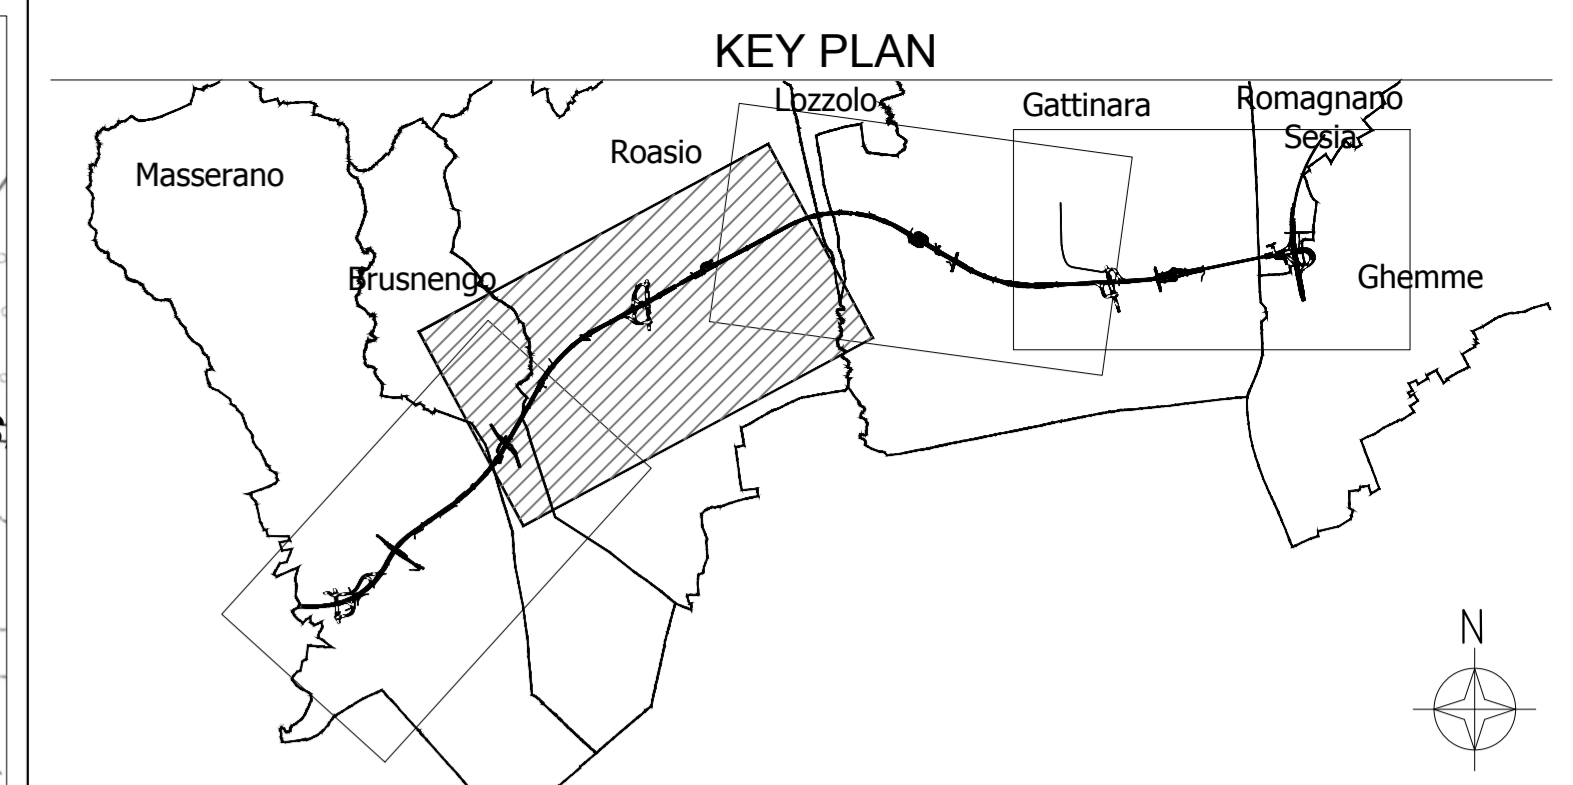 KEY PLAN
Lozzolo
Gattinara
Romagnano
Sesia
Roasio
Masserano
Brusnengo
Ghemme
N